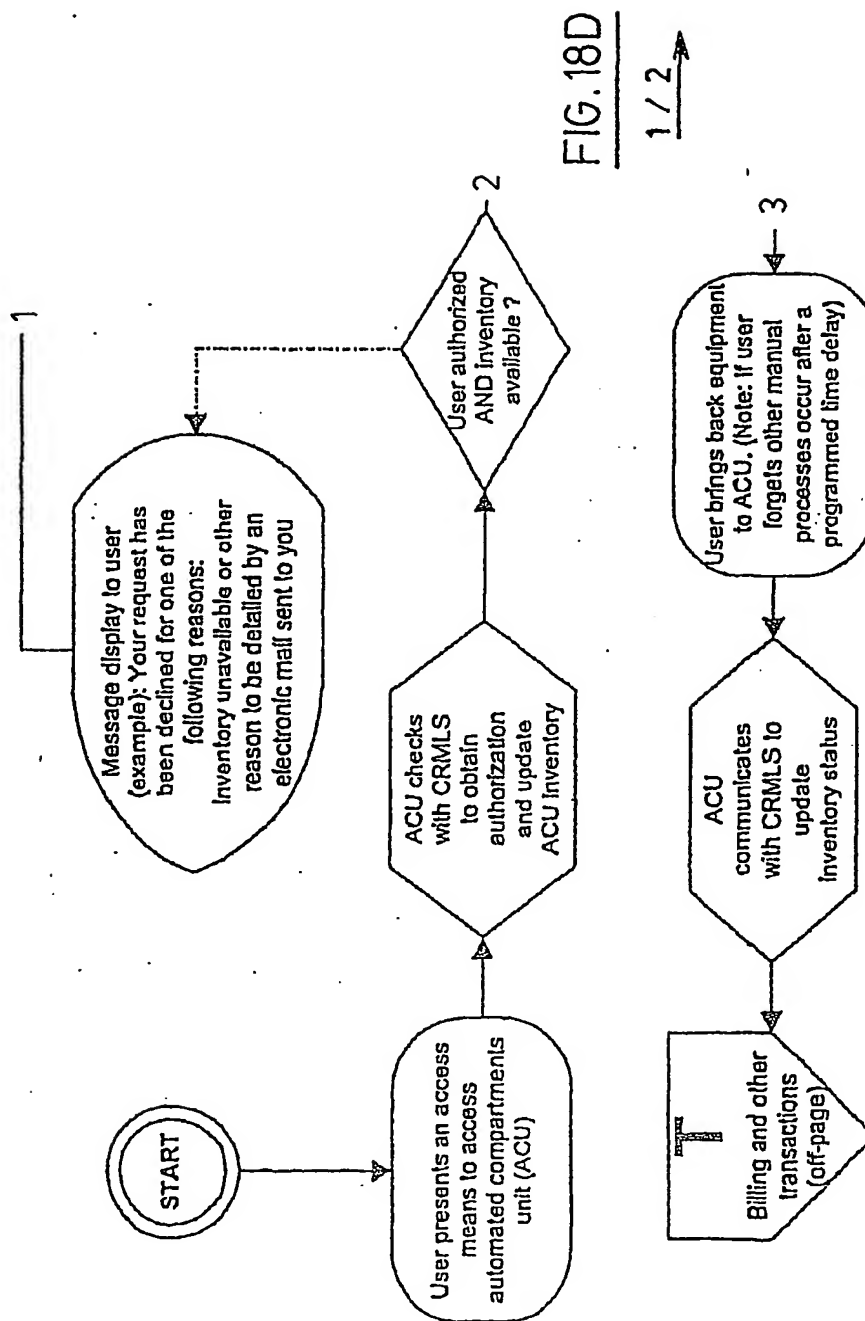 START
User presents an access
means to access
automated compartments
unit (ACU)
ACU checks
with CRMLS
to obtain
authorization
and update
ACU Inventory
User authorized
AND Inventory
available ?
2
Message display to user
(example): Your requast has
been declined for one of the
following reasons:
Inventory unavailable or other
reason to be detailed by an
electronic mail sent to you
1
3
User brings back equipment
to ACU. (Note: If user
forgets other manual
processes occur after a
programmed time delay)
ACU
communicates
with CRMLS to
update
Inventory status
T
Billing and other
transactions
(off-page)
FIG.18D
1 / 2